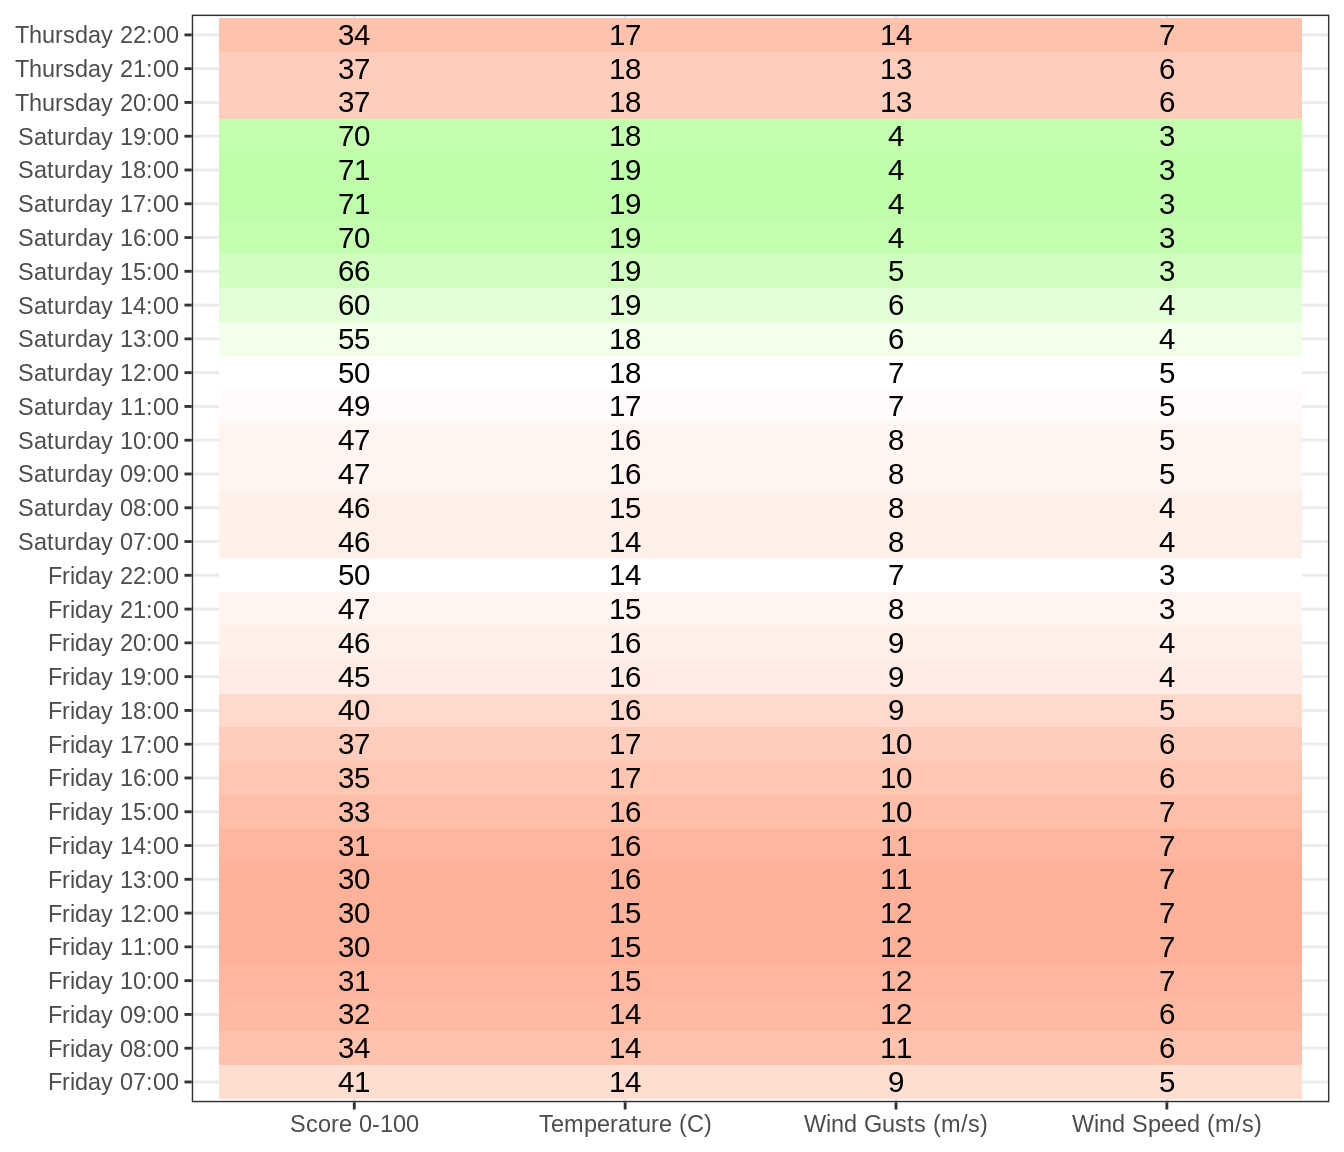 Thursday 22:00 34 17 14 7
Thursday 21:00 37 18 13 6
Thursday 20:00 37 18 13 6
Saturday 19:00 70 18 4 3
Saturday 18:00 71 19 4 3
Saturday 17:00 71 19 4 3
Saturday 16:00 70 19 4 3
Saturday 15:00 66 19 5 3
Saturday 14:00 60 19 6 4
Saturday 13:00 55 18 6 4
Saturday 12:00 50 18 7 5
Saturday 11:00 49 17 7 5
Saturday 10:00 47 16 8 5
Saturday 09:00 47 16 8 5
Saturday 08:00 46 15 8 4
Saturday 07:00 46 14 8 4
Friday 22:00 50 14 7 3
Friday 21:00 47 15 8 3
Friday 20:00 46 16 9 4
Friday 19:00 45 16 9 4
Friday 18:00 40 16 9 5
Friday 17:00 37 17 10 6
Friday 16:00 35 17 10 6
Friday 15:00 33 16 10 7
Friday 14:00 31 16 11 7
Friday 13:00 30 16 11 7
Friday 12:00 30 15 12 7
Friday 11:00 30 15 12 7
Friday 10:00 31 15 12 7
Friday 09:00 32 14 12 6
Friday 08:00 34 14 11 6
Friday 07:00 41 14 9 5
Score 0-100 Temperature (C) Wind Gusts (m/s) Wind Speed (m/s)